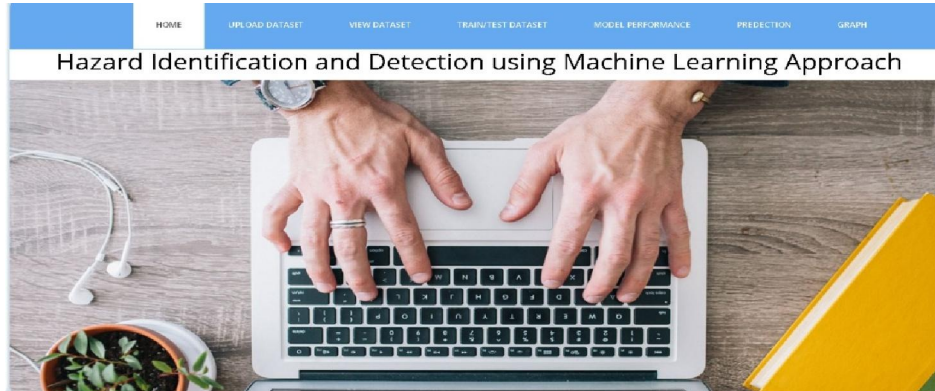 HOME UPLOAD DATASET VIEW DATASET TRAIN/TEST DATASET MODEL PERFORMANCE PREDECTION GRAPH
Hazard Identification and Detection using Machine Learning Approach